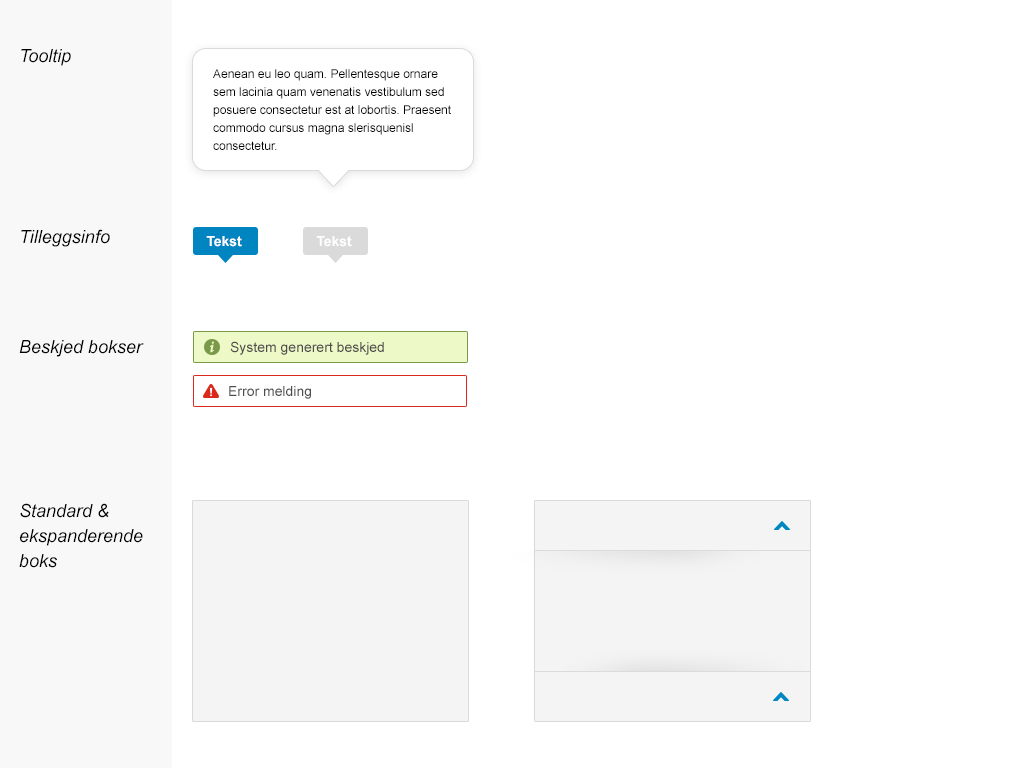 Tooltip
Aenean eu leo quam. Pellentesque ornare
sem lacinia quam venenatis vestibulum sed
posuere consectetur est at lobortis. Praesent
commodo cursus magna slerisquenisl
consectetur.
Tilleggsinfo
Tekst
Tekst
Beskjed bokser
System generert beskjed
Error melding
Standard &
ekspanderende
boks